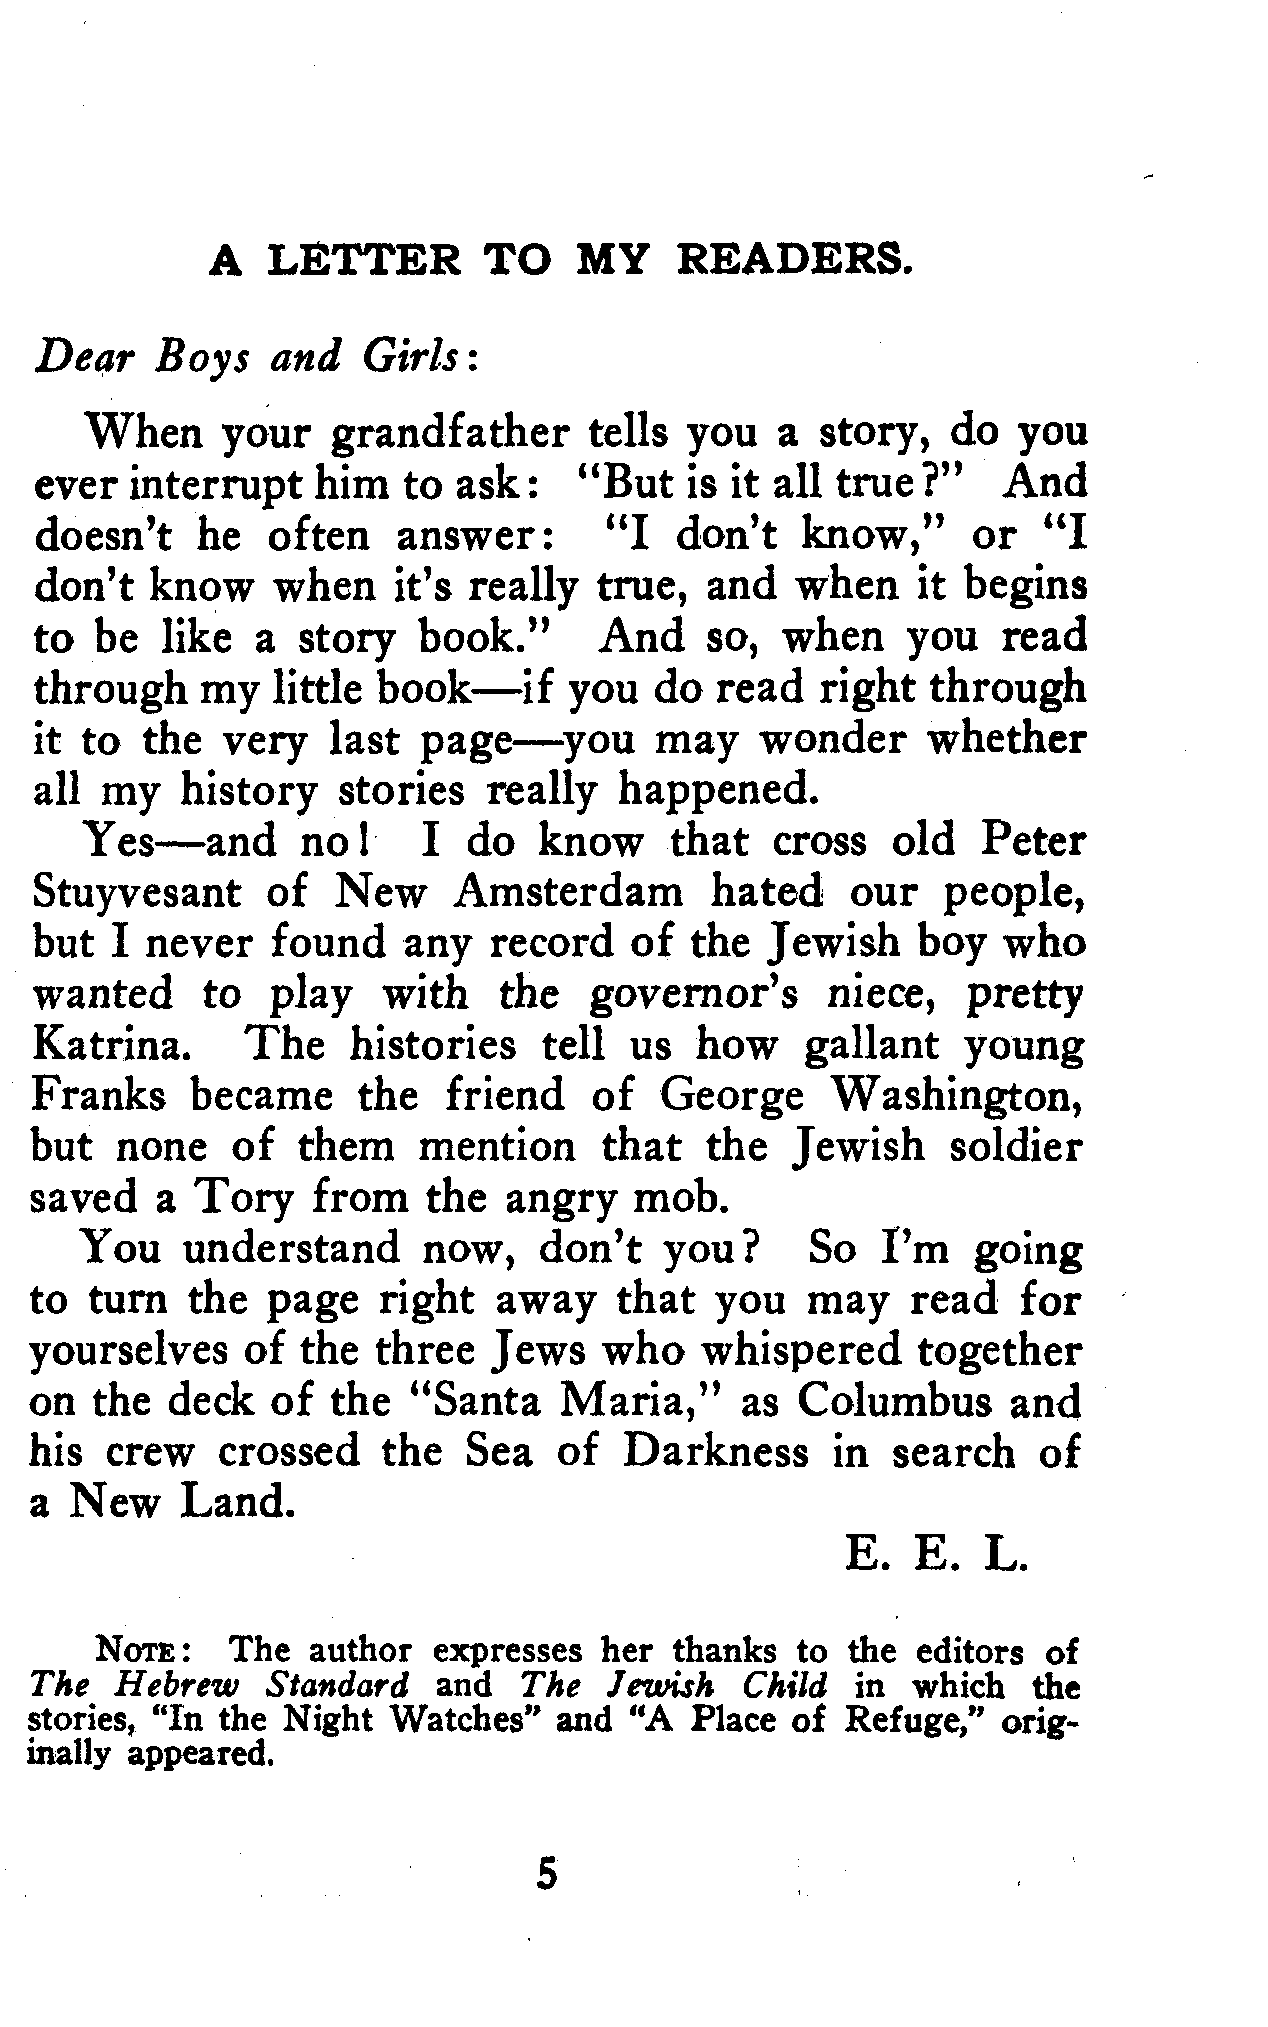 A LETTER TO MY READERS.
Dear Boys and Girls:
When your grandfather tells you a story, do you
ever interrupt him to ask: "But is it all true?" And
doesn't he often answer: "I don't know," or "I
don't know when it's really true, and when it begins
to be like a story book." And so, when you read
through my little book—if you do read right through
it to the very last page—you may wonder whether
all my history stories really happened.
Yes—and no! I do know that cross old Peter
Stuyvesant of New Amsterdam hated our people,
but I never found any record of the Jewish boy who
wanted to play with the governor's niece, pretty
Katrina. The histories tell us how gallant young
Franks became the friend of George Washington,
but none of them mention that the Jewish soldier
saved a Tory from the angry mob.
You understand now, don't you? So I'm going
to turn the page right away that you may read for
yourselves of the three Jews who whispered together
on the deck of the "Santa Maria," as Columbus and
his crew crossed the Sea of Darkness in search of
a New Land.
E. E. L.
NOTE: The author expresses her thanks to the editors of
The Hebrew Standard and The Jewish Child in which the
stories, "In the Night Watches" and "A Place of Refuge," orig-
inally appeared.
5